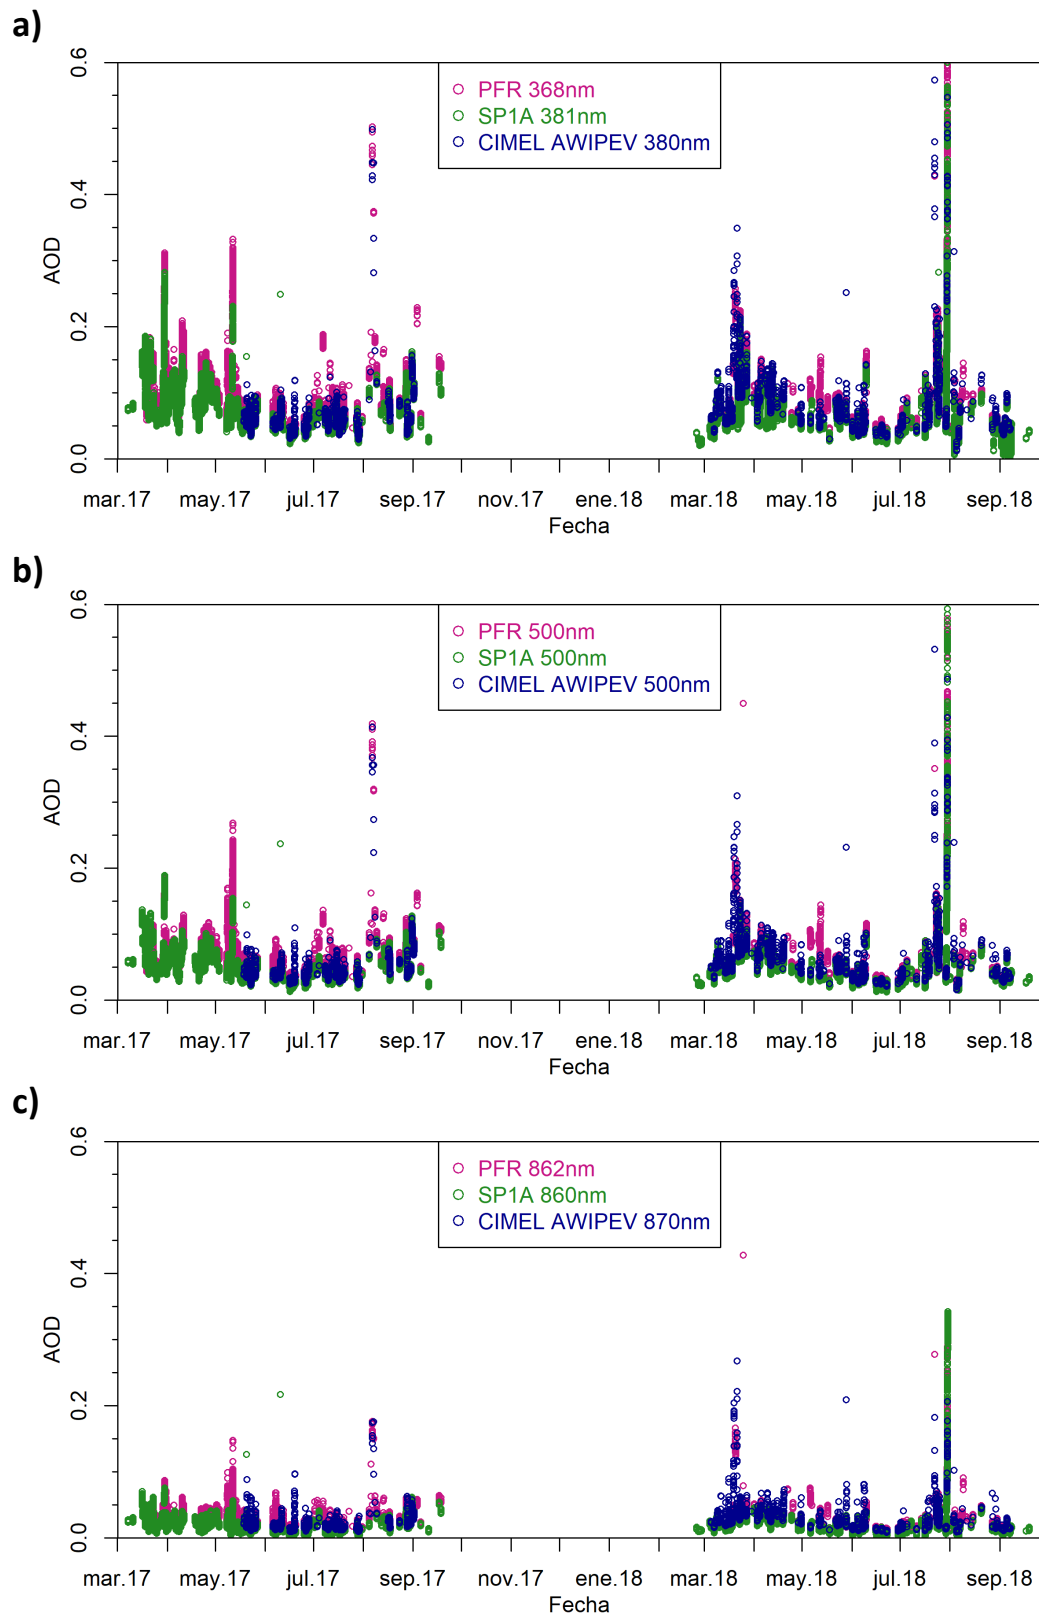 a)
0.6
0.4
0.2
0.0
AOD
PFR 368nm
SP1A 381nm
CIMEL AWIPEV 380nm
mar.17 may.17 jul.17 sep.17 nov.17 ene.18 mar.18 may.18 jul.18 sep.18
Fecha
b)
0.6
0.4
0.2
0.0
AOD
PFR 500nm
SP1A 500nm
CIMEL AWIPEV 500nm
mar.17 may.17 jul.17 sep.17 nov.17 ene.18 mar.18 may.18 jul.18 sep.18
Fecha
c)
0.6
0.4
0.2
0.0
AOD
PFR 862nm
SP1A 860nm
CIMEL AWIPEV 870nm
mar.17 may.17 jul.17 sep.17 nov.17 ene.18 mar.18 may.18 jul.18 sep.18
Fecha